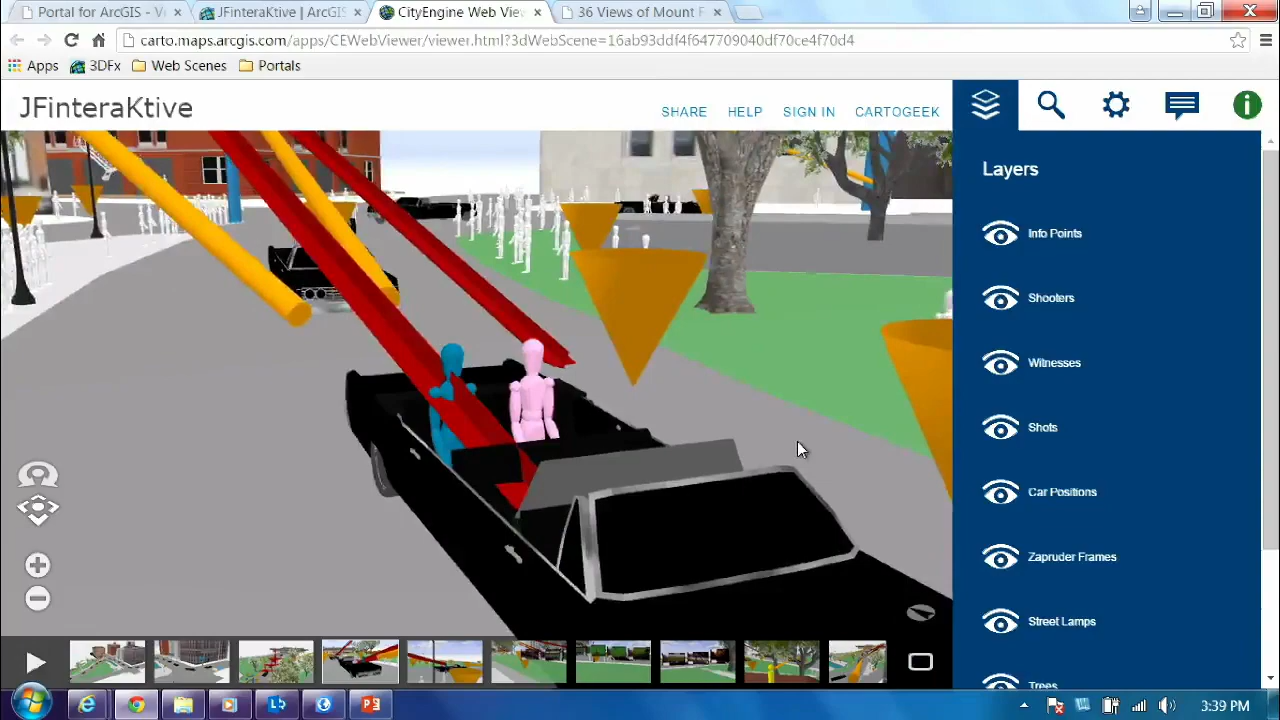 Portal for ArcGIS - V
JFinteraKtive | ArcGIS
CityEngine Web View
36 Views of Mount F
carto.maps.arcgis.com/apps/CEWebViewer/viewer.html?3dWebScene=16ab93ddf4f647709040df70ce4f70d4
Apps 3DFx Web Scenes Portals
JFinteraKtive
SHARE HELP SIGN IN CARTOGEEK
Layers
Info Points
Shooters
Witnesses
Shots
Car Positions
Zapruder Frames
Street Lamps
Trees
3:39 PM